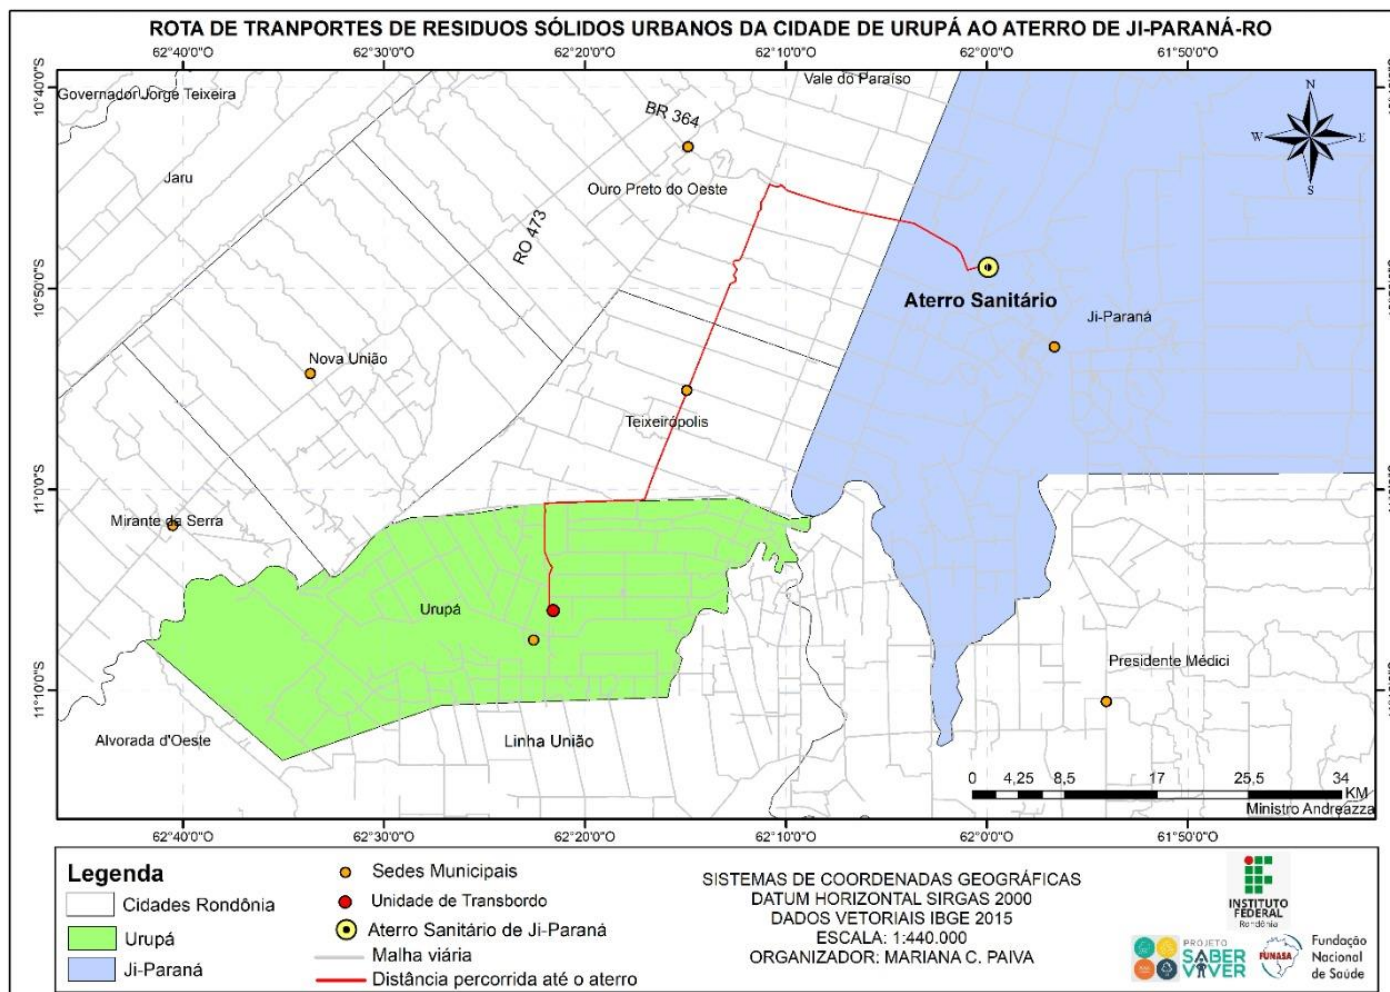 ROTA DE TRANPORTES DE RESIDUOS SÓLIDOS URBANOS DA CIDADE DE URUPÁ AO ATERRO DE JI-PARANÁ-RO
62°40'0"O 62°30'0"O 62°20'0"O 62°10'0"O 62°0'0"O 61°50'0"O
10°40'0"S
Governador Jorge Teixeira
Vale do Paraíso
BR 364
N
W E
S
Jaru
Ouro Preto do Oeste
RO 473
10°50'0"S
Aterro Sanitário
Ji-Paraná
Nova União
Teixeirópolis
11°0'0"S
Mirante da Serra
Urupá
Presidente Médici
11°10'0"S
Alvorada d'Oeste
Linha União
0 4,25 8,5 17 25,5 34
KM
Ministro Andreazza
62°40'0"O 62°30'0"O 62°20'0"O 62°10'0"O 62°0'0"O 61°50'0"O
Legenda
Cidades Rondônia
Urupá
Ji-Paraná
Sedes Municipais
Unidade de Transbordo
Aterro Sanitário de Ji-Paraná
Malha viária
Distância percorrida até o aterro
SISTEMAS DE COORDENADAS GEOGRÁFICAS
DATUM HORIZONTAL SIRGAS 2000
DADOS VETORIAIS IBGE 2015
ESCALA: 1:440.000
ORGANIZADOR: MARIANA C. PAIVA
INSTITUTO
FEDERAL
Rondônia
PROJETO
SABER
VIVER
FUNASA
Fundação
Nacional
de Saúde